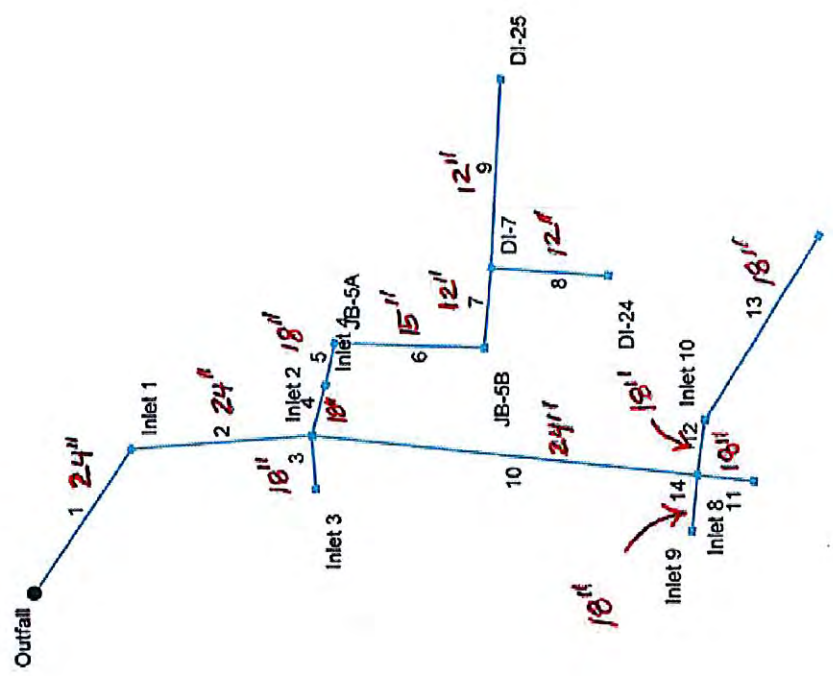 Outfall
1
24"
Inlet 1
2
24"
Inlet 2
18"
3
Inlet 3
4
18"
5
18"
Inlet 4
JB-5A
6
15"
JB-5B
7
12"
DI-7
12"
9
DI-25
8
12"
DI-24
10
24"
Inlet 10
12
18"
13
18"
14
18"
Inlet 9
Inlet 8
11
18"